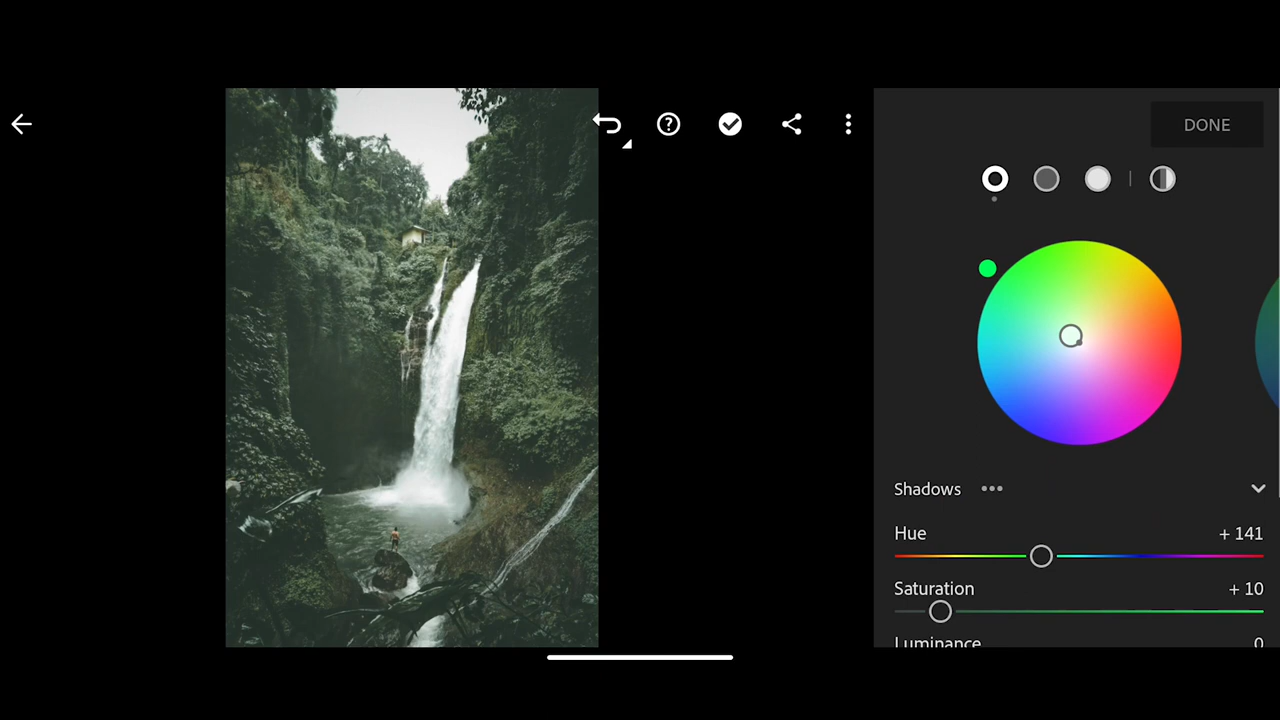 DONE
Shadows
Hue + 141
Saturation + 10
Luminance 0